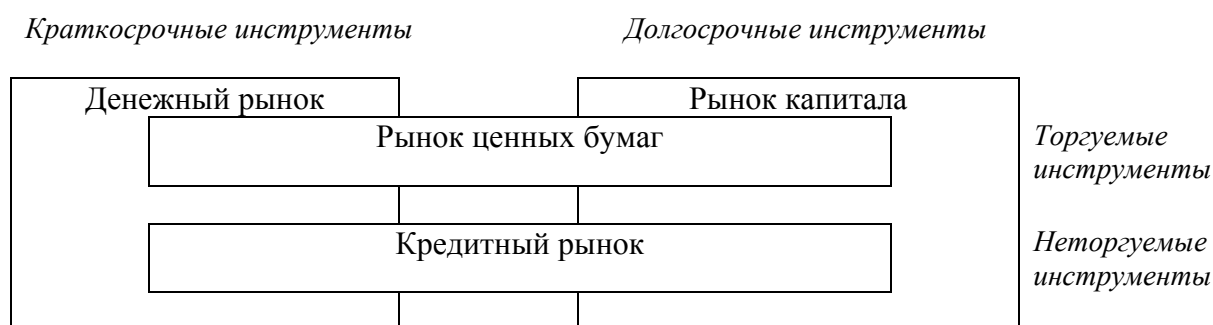 Краткосрочные инструменты
Долгосрочные инструменты
Денежный рынок
Рынок капитала
Рынок ценных бумаг
Торгуемые
инструменты
Кредитный рынок
Неторгуемые
инструменты